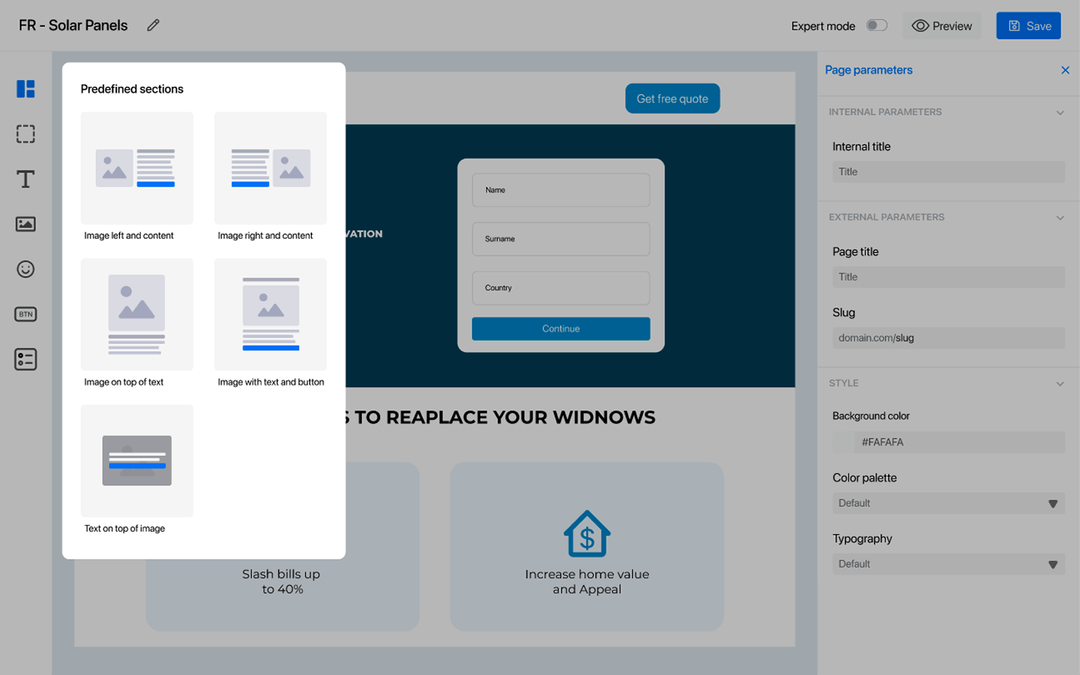 FR - Solar Panels
Expert mode
Preview
Save
Predefined sections
Image left and content
Image right and content
Image on top of text
Image with text and button
Text on top of image
BTN
Get free quote
VATION
Name
Surname
Country
Continue
S TO REAPLACE YOUR WIDNOWS
Slash bills up
to 40%
$
Increase home value
and Appeal
Page parameters
INTERNAL PARAMETERS
Internal title
Title
EXTERNAL PARAMETERS
Page title
Title
Slug
domain.com/slug
STYLE
Background color
#FAFAFA
Color palette
Default
Typography
Default